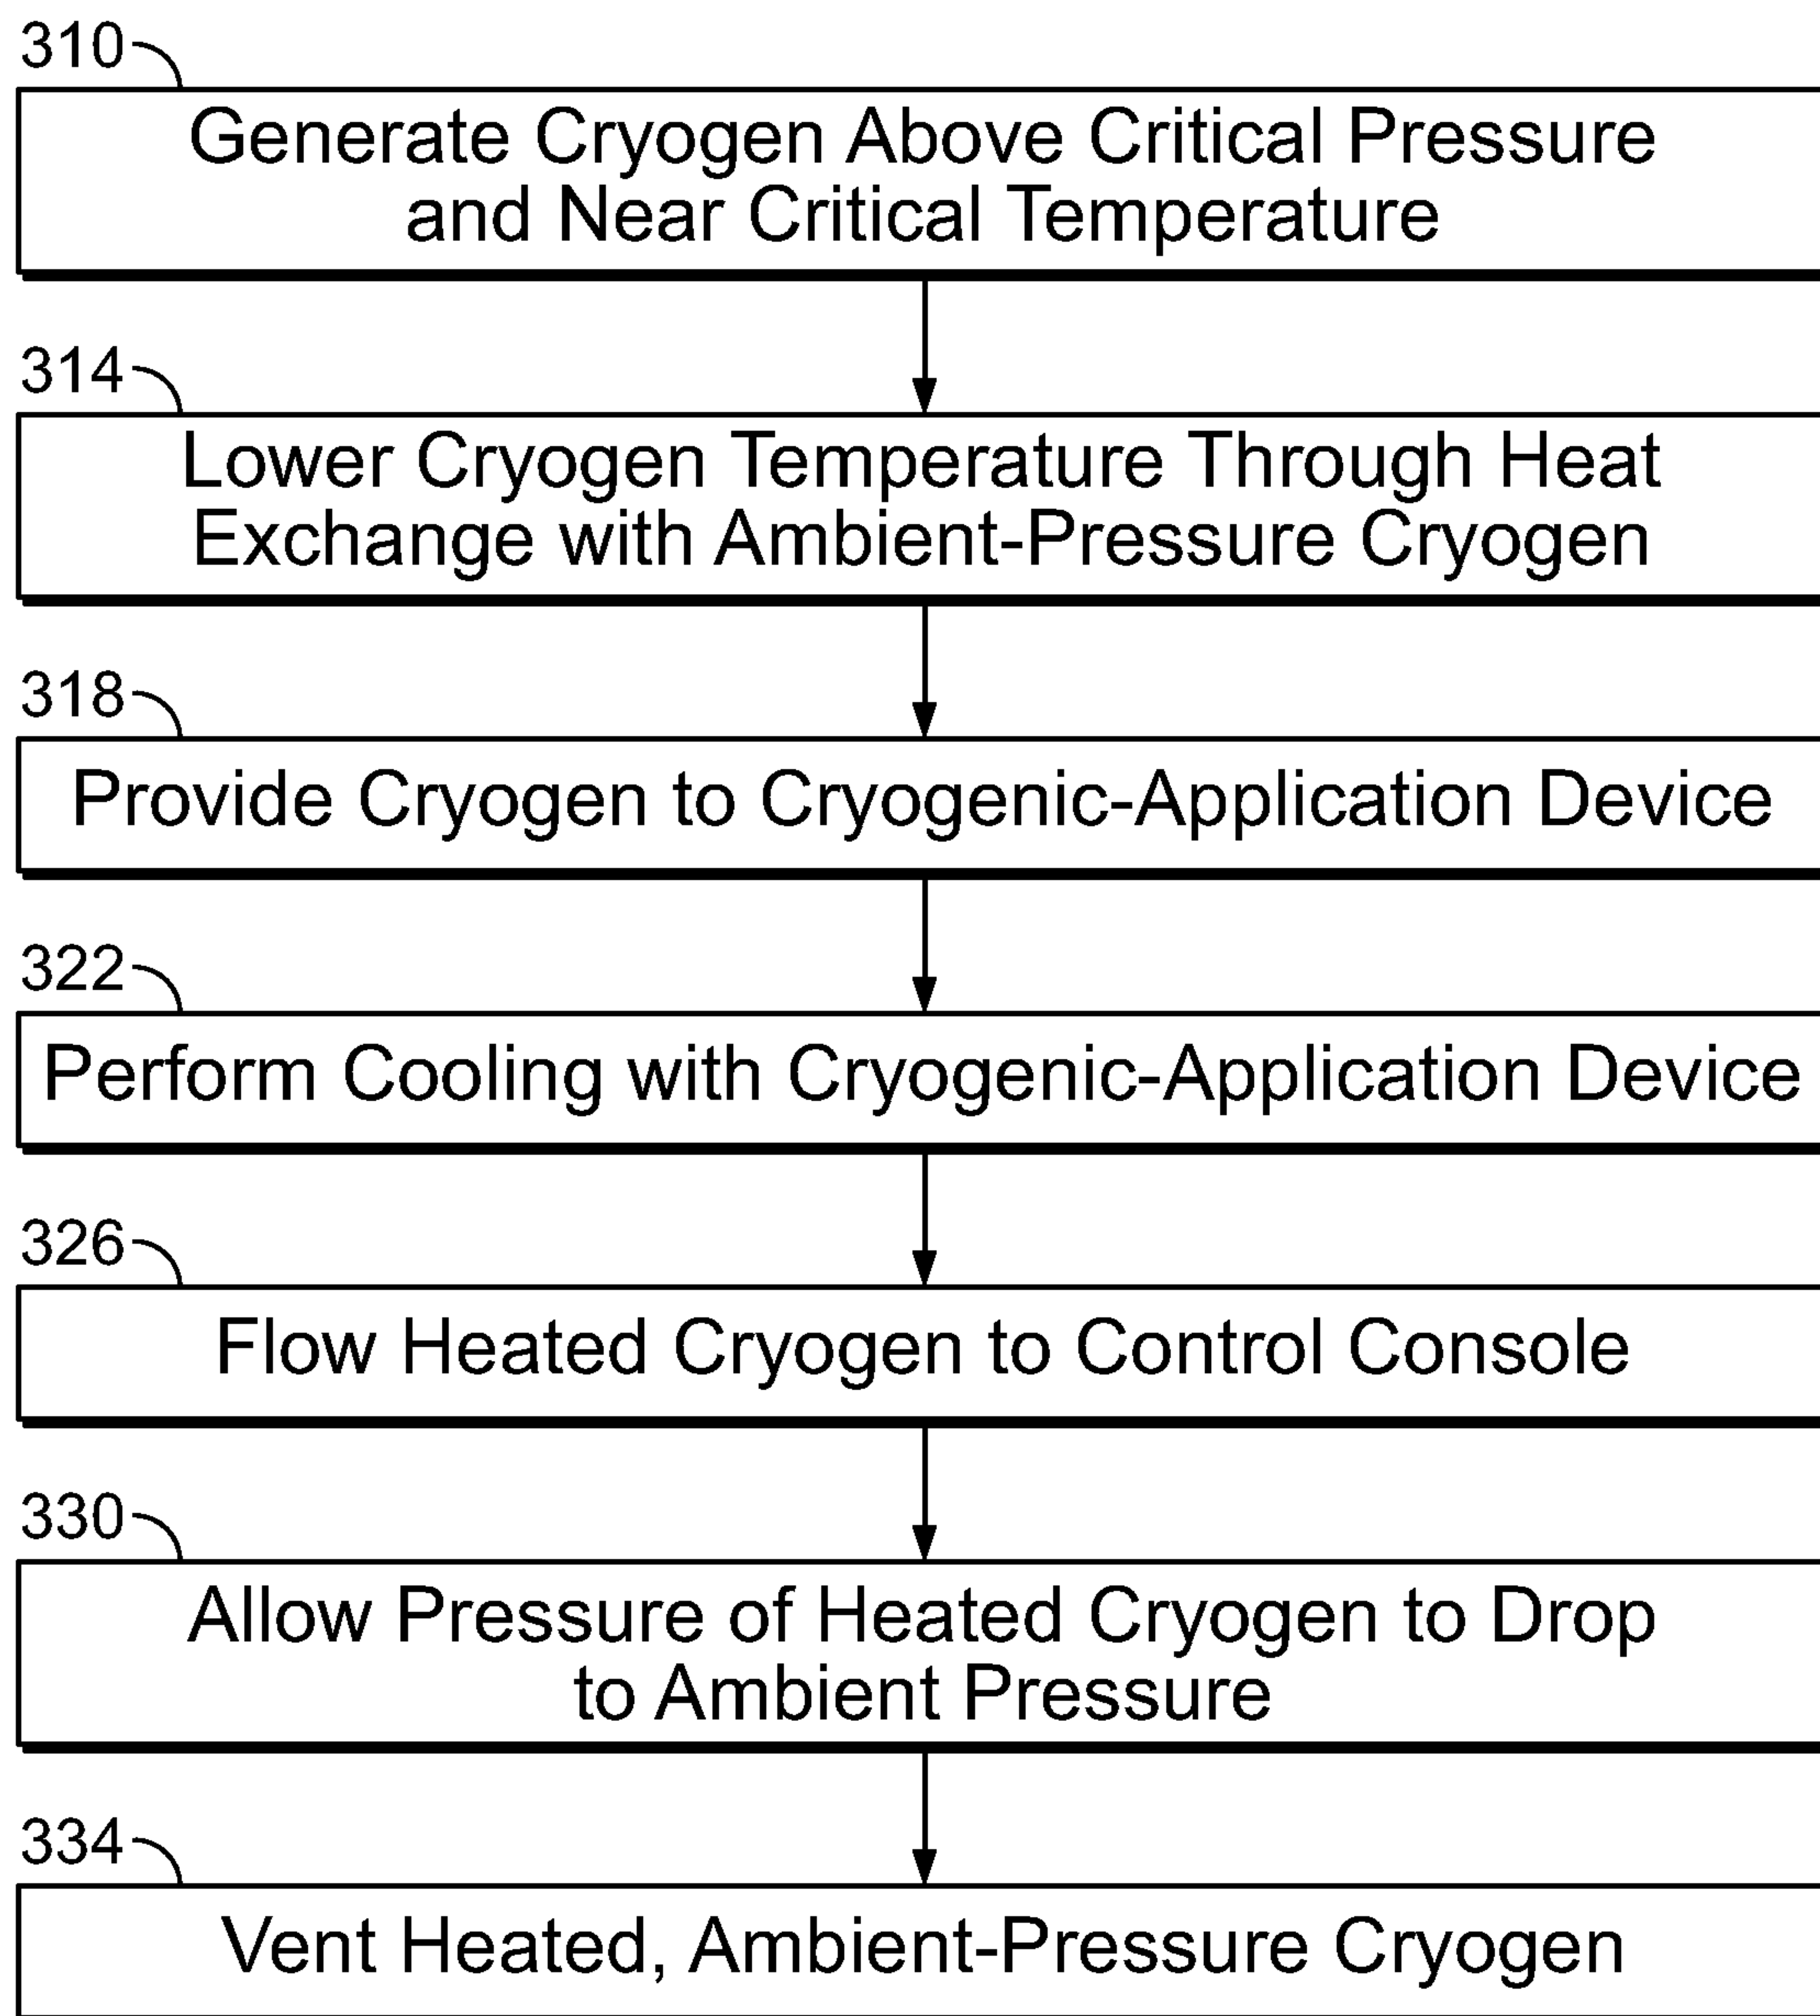 310
Generate Cryogen Above Critical Pressure
and Near Critical Temperature
314
Lower Cryogen Temperature Through Heat
Exchange with Ambient-Pressure Cryogen
318
Provide Cryogen to Cryogenic-Application Device
322
Perform Cooling with Cryogenic-Application Device
326
Flow Heated Cryogen to Control Console
330
Allow Pressure of Heated Cryogen to Drop
to Ambient Pressure
334
Vent Heated, Ambient-Pressure Cryogen